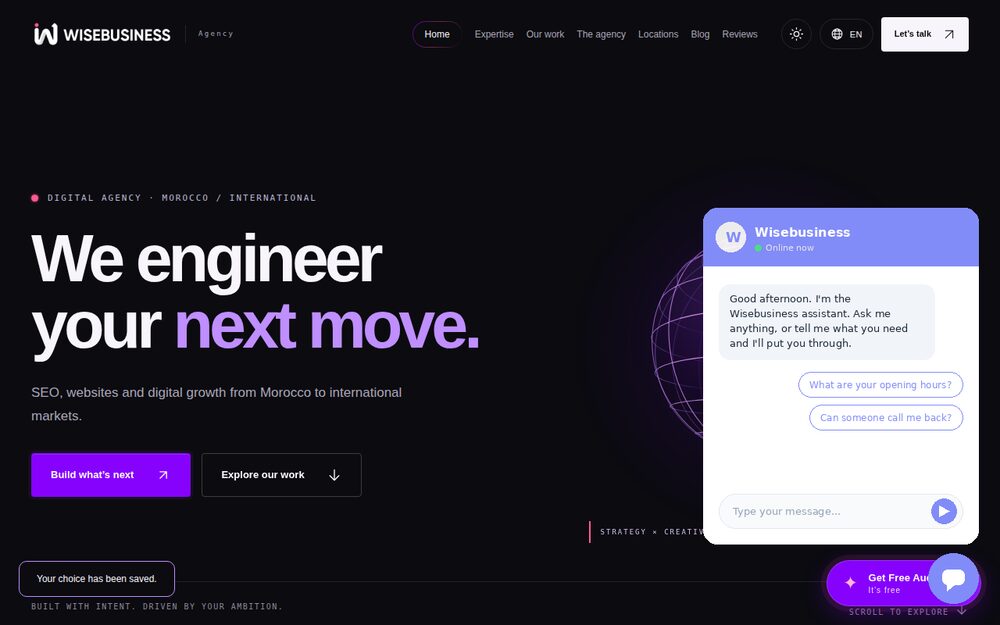 WISEBUSINESS
Agency
Home
Expertise
Our work
The agency
Locations
Blog
Reviews
EN
Let's talk
DIGITAL AGENCY · MOROCCO / INTERNATIONAL
We engineer
your next move.
SEO, websites and digital growth from Morocco to international
markets.
Build what's next
Explore our work
STRATEGY × CREATIV
W
Wisebusiness
Online now
Good afternoon. I'm the
Wisebusiness assistant. Ask me
anything, or tell me what you need
and I'll put you through.
What are your opening hours?
Can someone call me back?
Type your message...
Your choice has been saved.
Get Free Au
It's free
BUILT WITH INTENT. DRIVEN BY YOUR AMBITION.
SCROLL TO EXPLORE